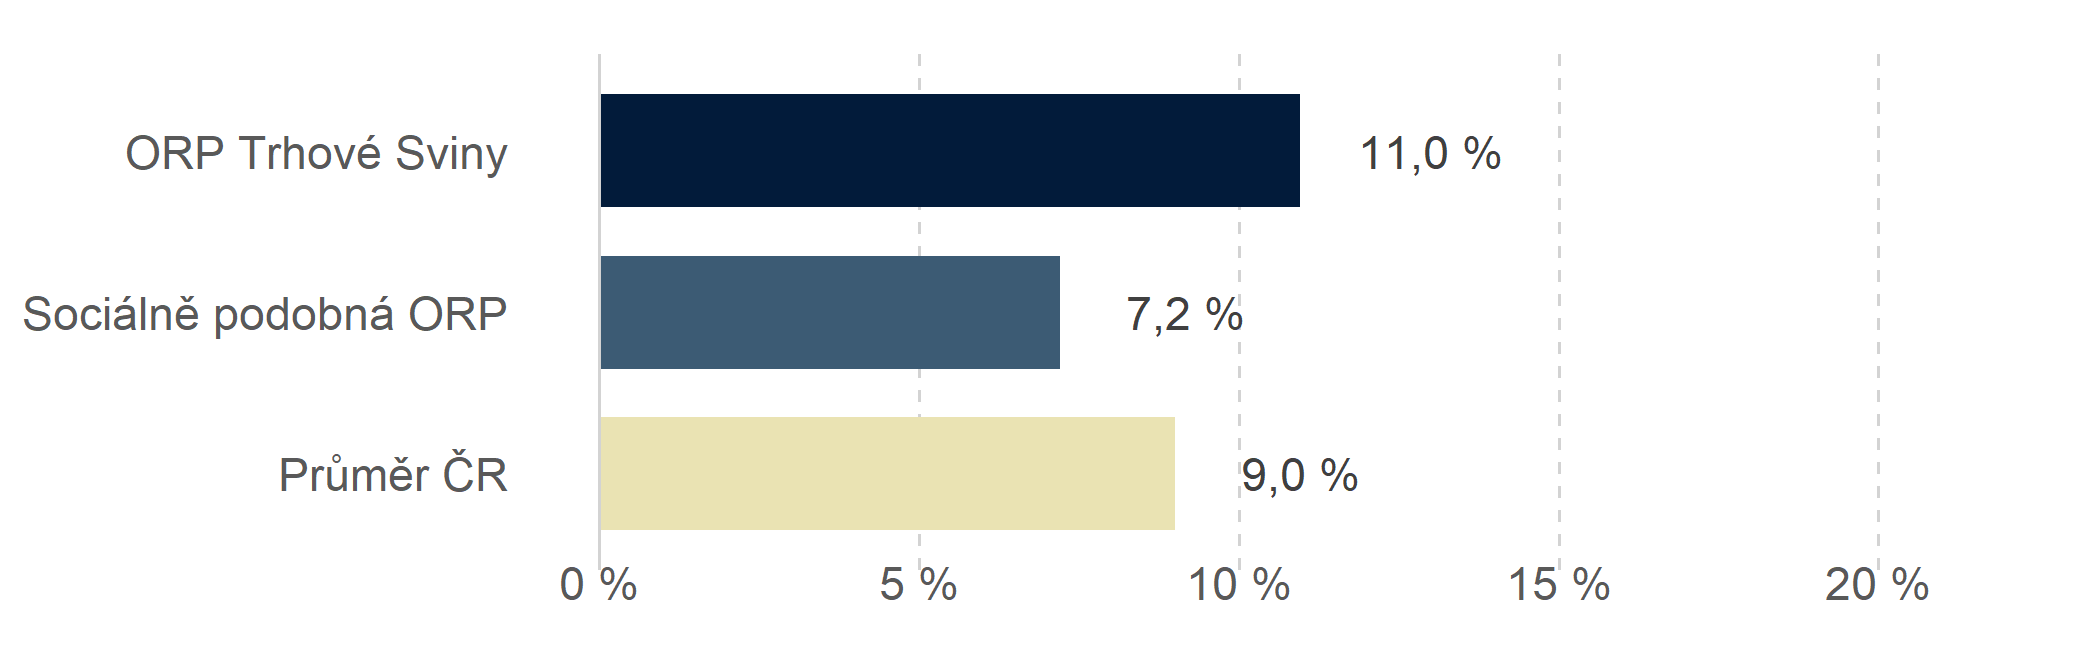 ORP Trhové Sviny
11,0 %
Sociálně podobná ORP
7,2 %
Průměr ČR
9,0 %
0 %
5 %
10 %
15 %
20 %